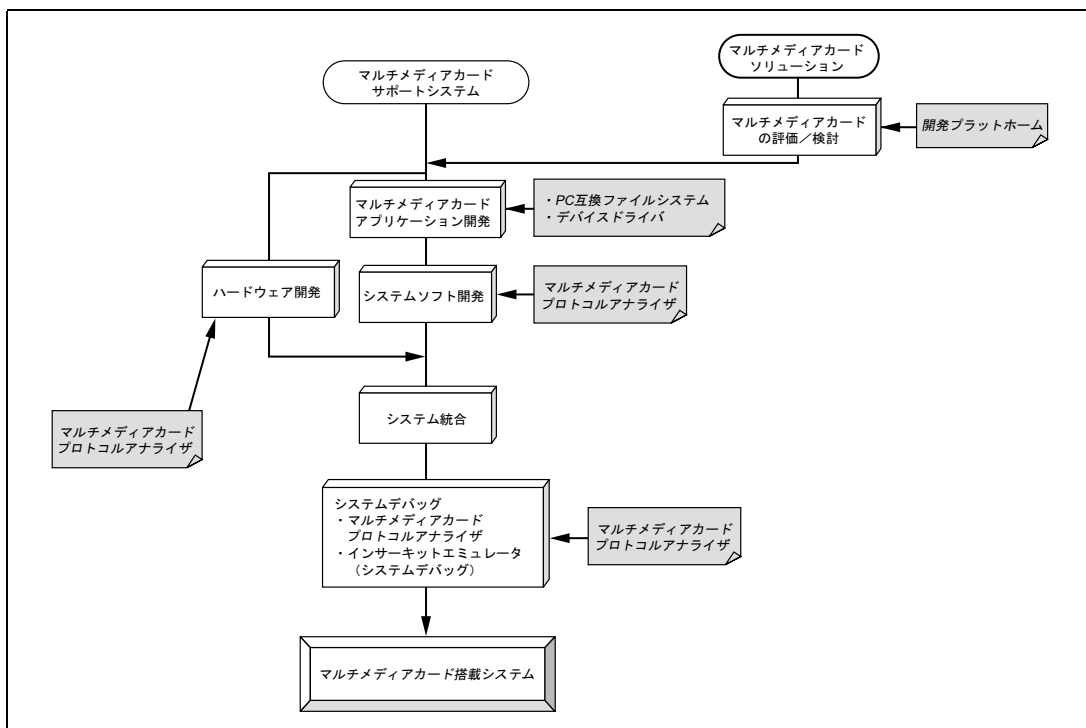 マルチメディアカード
ソリューション
マルチメディアカード
サポートシステム
マルチメディアカード
の評価／検討
開発プラットホーム
マルチメディアカード
アプリケーション開発
・PC互換ファイルシステム
・デバイスドライバ
ハードウェア開発
システムソフト開発
マルチメディアカード
プロトコルアナライザ
システム統合
マルチメディアカード
プロトコルアナライザ
システムデバッグ
・マルチメディアカード
プロトコルアナライザ
・インサーキットエミュレータ
（システムデバッグ）
マルチメディアカード
プロトコルアナライザ
マルチメディアカード搭載システム